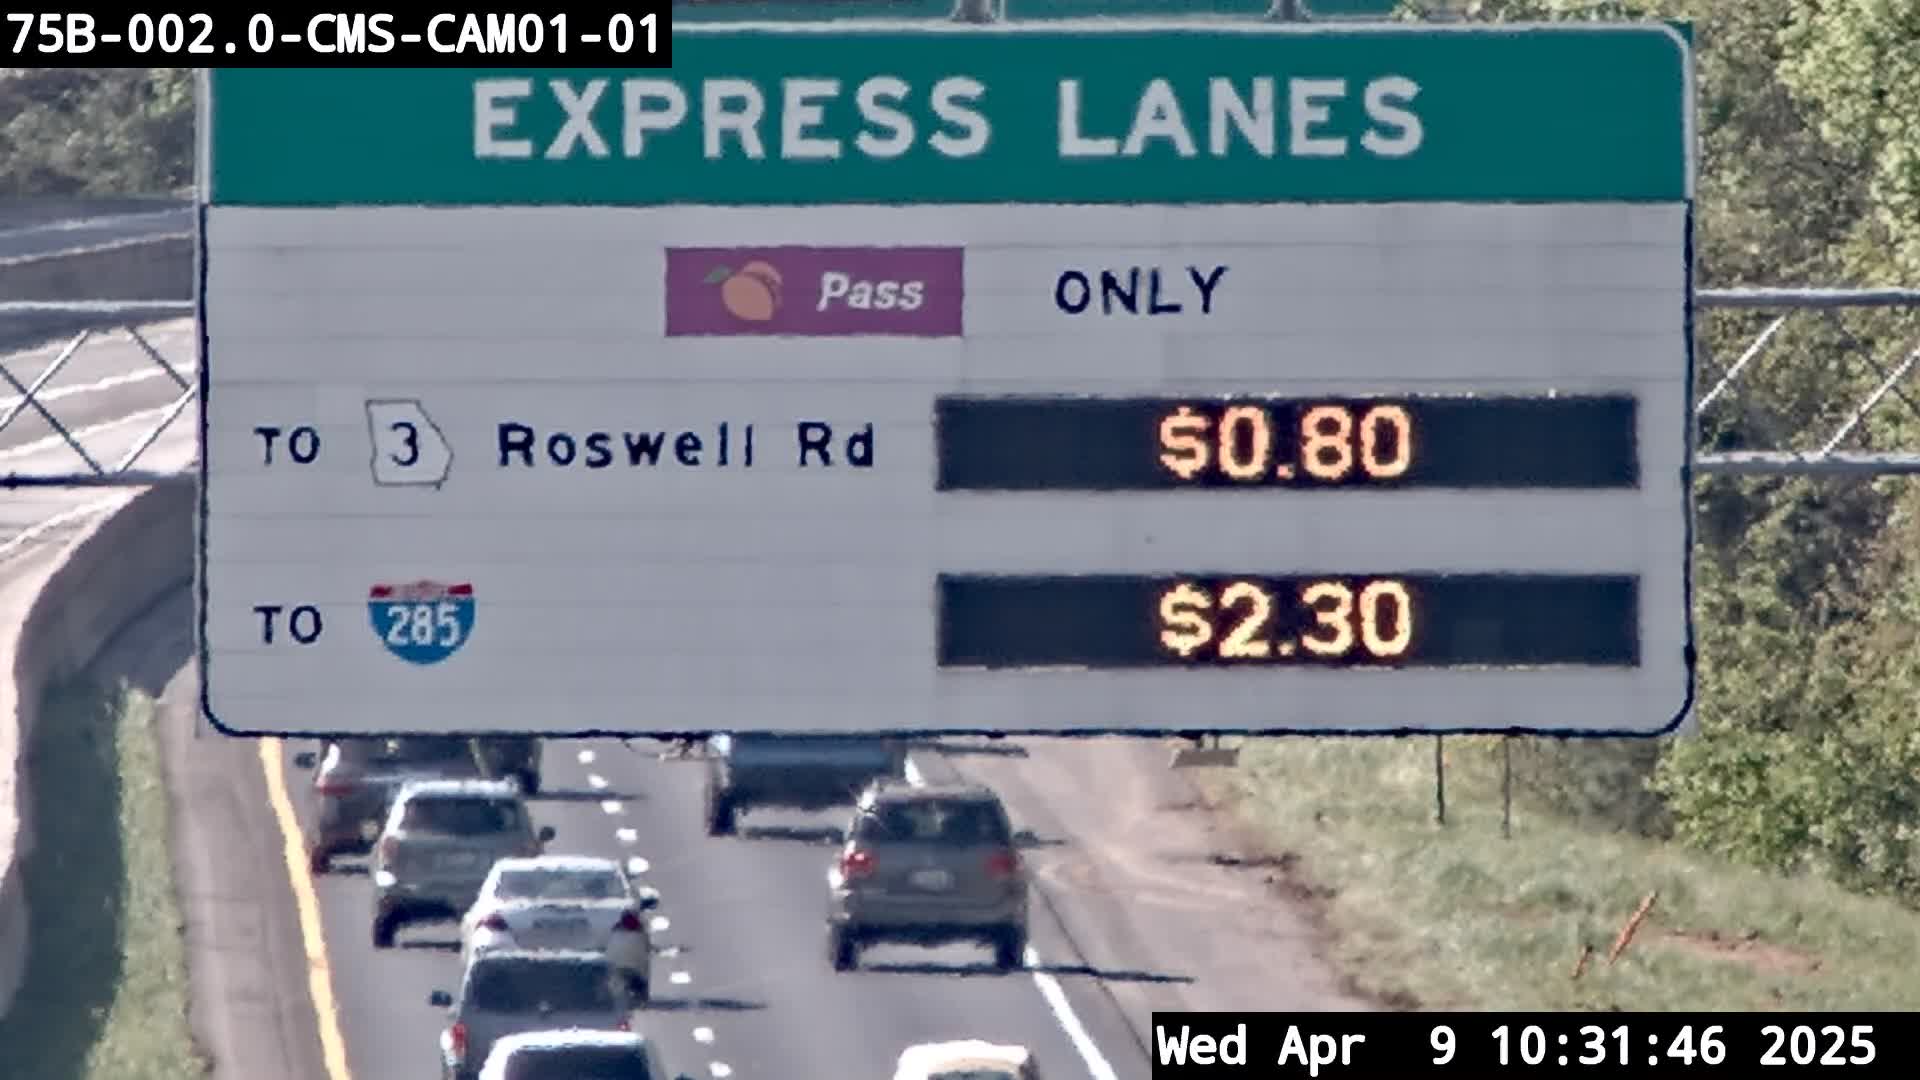 75B-002.0-CMS-CAM01-01
EXPRESS LANES
Pass ONLY
TO 3 Roswell Rd $0.80
TO 285 $2.30
Wed Apr 9 10:31:46 2025